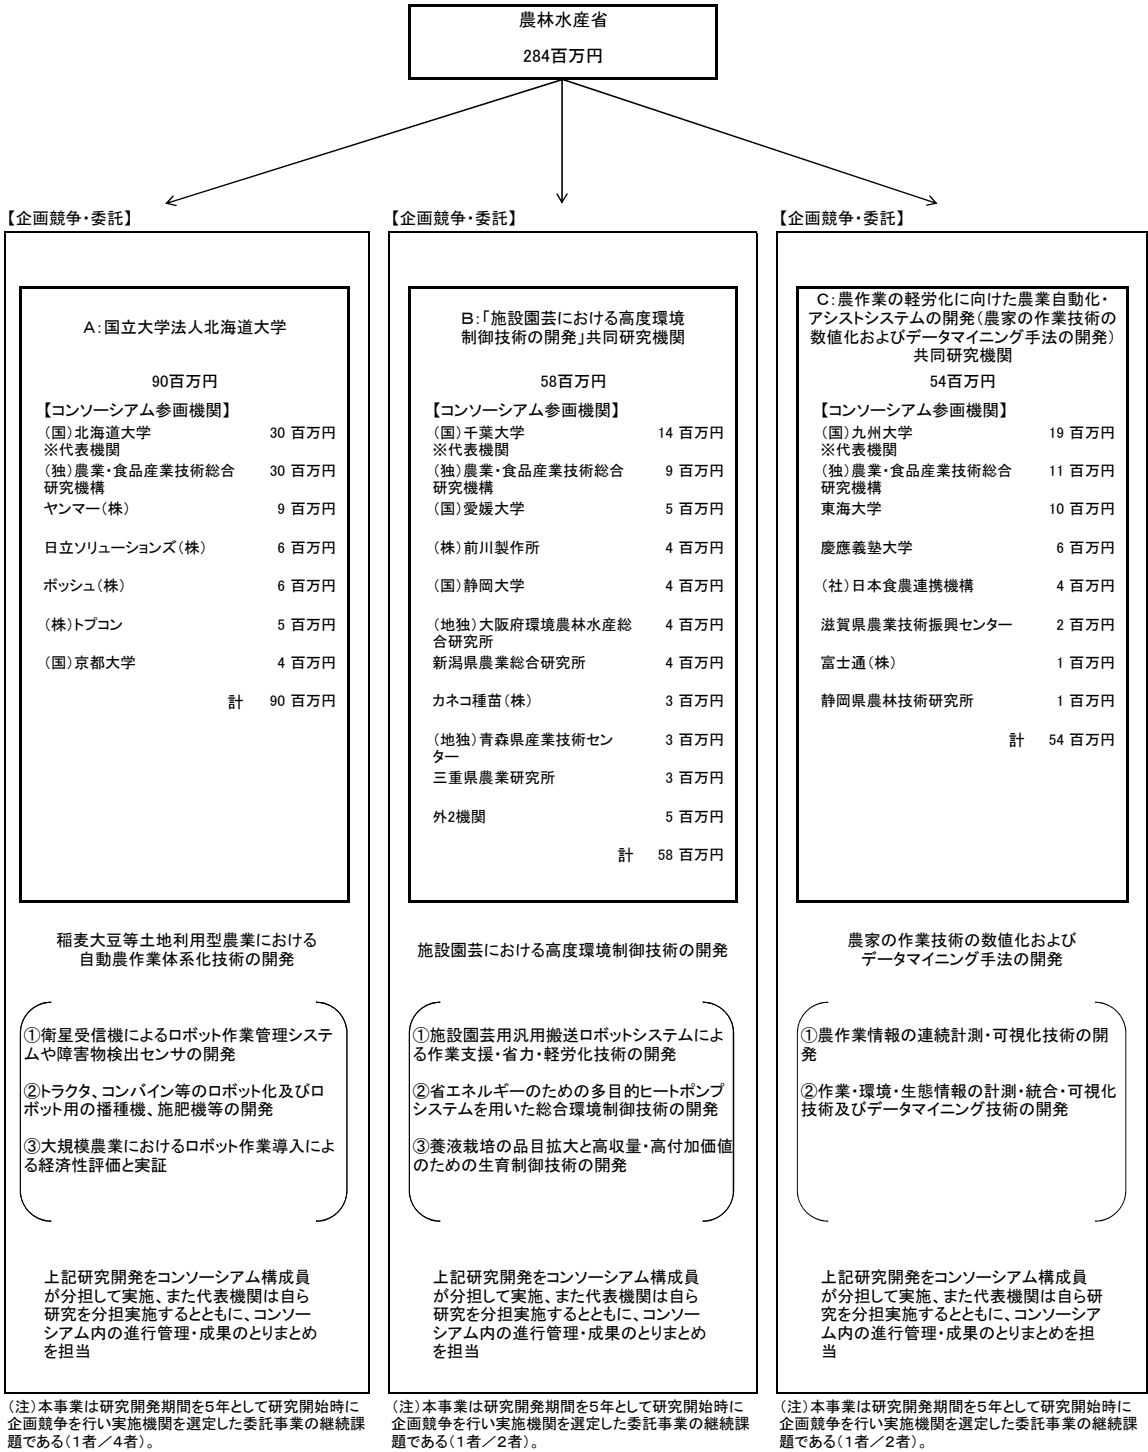 農林水産省
284百万円
【企画競争・委託】
A：国立大学法人北海道大学
90百万円
【コンソーシアム参画機関】
（国）北海道大学 30 百万円
※代表機関
（独）農業・食品産業技術総合 30 百万円
研究機構
ヤンマー（株） 9 百万円
日立ソリューションズ（株） 6 百万円
ボッシュ（株） 6 百万円
（株）トプコン 5 百万円
（国）京都大学 4 百万円
計 90 百万円
稲麦大豆等土地利用型農業における
自動農作業体系化技術の開発
①衛星受信機によるロボット作業管理システ
ムや障害物検出センサの開発
②トラクタ、コンバイン等のロボット化及びロ
ボット用の播種機、施肥機等の開発
③大規模農業におけるロボット作業導入によ
る経済性評価と実証
上記研究開発をコンソーシアム構成員
が分担して実施、また代表機関は自ら
研究を分担実施するとともに、コンソー
シアム内の進行管理・成果のとりまとめ
を担当
（注）本事業は研究開発期間を５年として研究開始時に
企画競争を行い実施機関を選定した委託事業の継続課
題である（１者／４者）。
【企画競争・委託】
B：「施設園芸における高度環境
制御技術の開発」共同研究機関
58百万円
【コンソーシアム参画機関】
（国）千葉大学 14 百万円
※代表機関
（独）農業・食品産業技術総合 9 百万円
研究機構
（国）愛媛大学 5 百万円
（株）前川製作所 4 百万円
（国）静岡大学 4 百万円
（地独）大阪府環境農林水産総 4 百万円
合研究所
新潟県農業総合研究所 4 百万円
カネコ種苗（株） 3 百万円
（地独）青森県産業技術セン 3 百万円
ター
三重県農業研究所 3 百万円
外2機関 5 百万円
計 58 百万円
施設園芸における高度環境制御技術の開発
①施設園芸用汎用搬送ロボットシステムによ
る作業支援・省力・軽労化技術の開発
②省エネルギーのための多目的ヒートポンプ
システムを用いた総合環境制御技術の開発
③養液栽培の品目拡大と高収量・高付加価値
のための生育制御技術の開発
上記研究開発をコンソーシアム構成員
が分担して実施、また代表機関は自ら
研究を分担実施するとともに、コンソー
シアム内の進行管理・成果のとりまとめ
を担当
（注）本事業は研究開発期間を５年として研究開始時に
企画競争を行い実施機関を選定した委託事業の継続課
題である（１者／２者）。
【企画競争・委託】
C：農作業の軽労化に向けた農業自動化・
アシストシステムの開発（農家の作業技術の
数値化およびデータマイニング手法の開発）
共同研究機関
54百万円
【コンソーシアム参画機関】
（国）九州大学 19 百万円
※代表機関
（独）農業・食品産業技術総合 11 百万円
研究機構
東海大学 10 百万円
慶應義塾大学 6 百万円
（社）日本食農連携機構 4 百万円
滋賀県農業技術振興センター 2 百万円
富士通（株） 1 百万円
静岡県農林技術研究所 1 百万円
計 54 百万円
農家の作業技術の数値化および
データマイニング手法の開発
①農作業情報の連続計測・可視化技術の開
発
②作業・環境・生態情報の計測・統合・可視化
技術及びデータマイニング技術の開発
上記研究開発をコンソーシアム構成員
が分担して実施、また代表機関は自ら研
究を分担実施するとともに、コンソーシア
ム内の進行管理・成果のとりまとめを担
当
（注）本事業は研究開発期間を５年として研究開始時に
企画競争を行い実施機関を選定した委託事業の継続課
題である（１者／２者）。